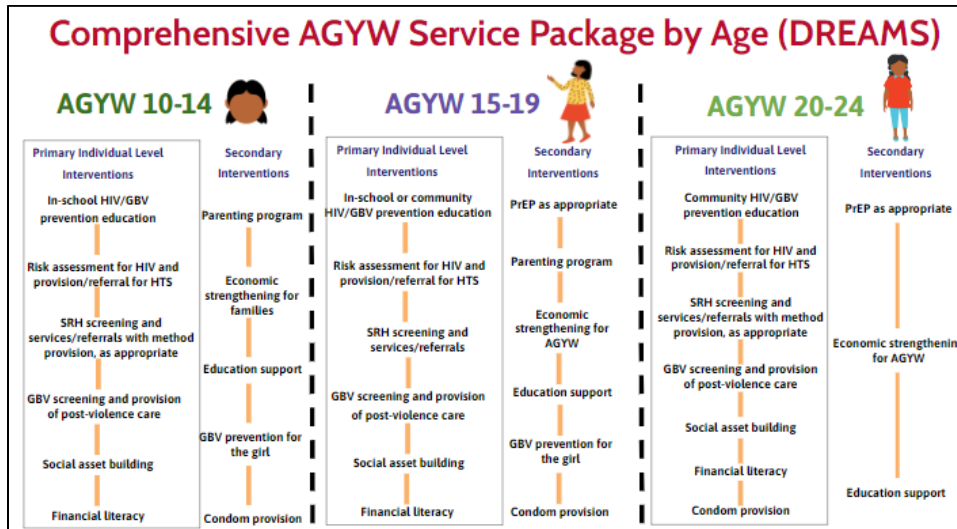 Comprehensive AGYW Service Package by Age (DREAMS)
AGYW 10-14
Primary Individual Level
Interventions
In-school HIV/GBV
prevention education
Risk assessment for HIV and
provision/referral for HTS
SRH screening and
services/referrals with method
provision, as appropriate
GBV screening and provision
of post-violence care
Social asset building
Financial literacy
Secondary
Interventions
Parenting program
Economic
strengthening for
families
Education support
GBV prevention for
the girl
Condom provision
AGYW 15-19
Primary Individual Level
Interventions
In-school or community
HIV/GBV prevention education
Risk assessment for HIV and
provision/referral for HTS
SRH screening and
services/referrals
GBV screening and provision
of post-violence care
Social asset building
Financial literacy
Secondary
Interventions
PrEP as appropriate
Parenting program
Economic
strengthening for
AGYW
Education support
GBV prevention for
the girl
Condom provision
AGYW 20-24
Primary Individual Level
Interventions
Community HIV/GBV
prevention education
Risk assessment for HIV and
provision/referral for HTS
SRH screening and
services/referrals with method
provision, as appropriate
GBV screening and provision of
post-violence care
Social asset building
Financial literacy
Condom provision
Secondary
Interventions
PrEP as appropriate
Economic strengthenin
for AGYW
Education support